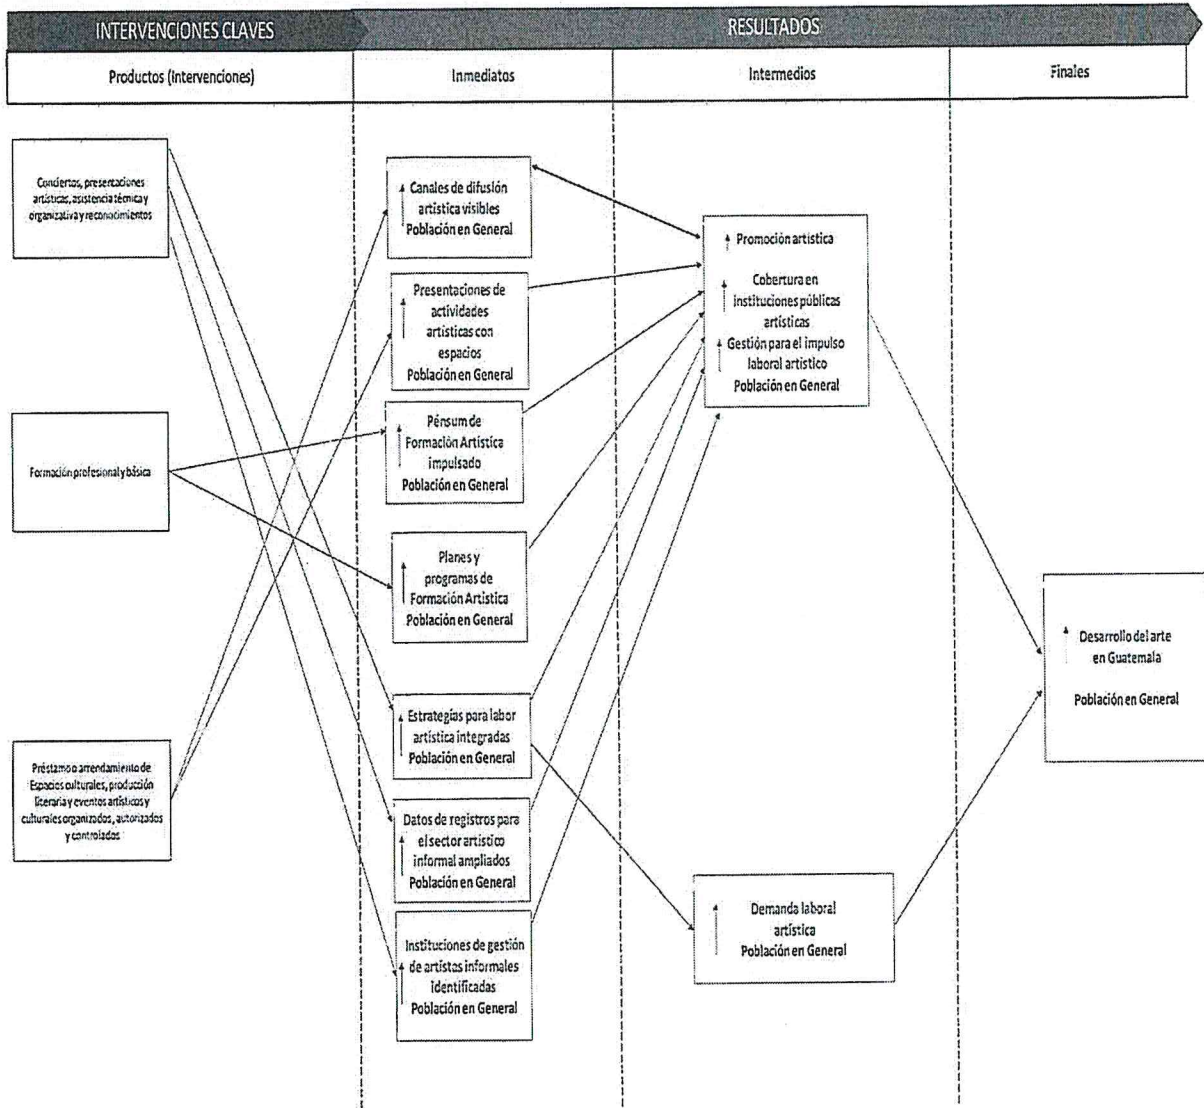 INTERVENCIONES CLAVES
RESULTADOS
Productos (Intervenciones)
Inmediatos
Intermedios
Finales
Conciertos, presentaciones
artísticas, asistencia técnica y
organizativa y reconocimientos
Formación profesional y básica
Préstamo o arrendamiento de
Espacios culturales, producción
literaria y eventos artísticos y
culturales organizados, autorizados
y controlados
Canales de difusión
artística visibles
Población en General
Presentaciones de
actividades
artísticas con
espacios
Población en General
Pénsum de
Formación Artística
impulsado
Población en General
Planes y
programas de
Formación Artística
Población en General
Estrategías para labor
artística integradas
Población en General
Datos de registros para
el sector artístico
informal ampliados
Población en General
Instituciones de gestión
de artistas informales
identificadas
Población en General
Promoción artística
Cobertura en
instituciones públicas
artísticas
Gestión para el impulso
laboral artístico
Población en General
Demanda laboral
artística
Población en General
Desarrollo del arte
en Guatemala
Población en General